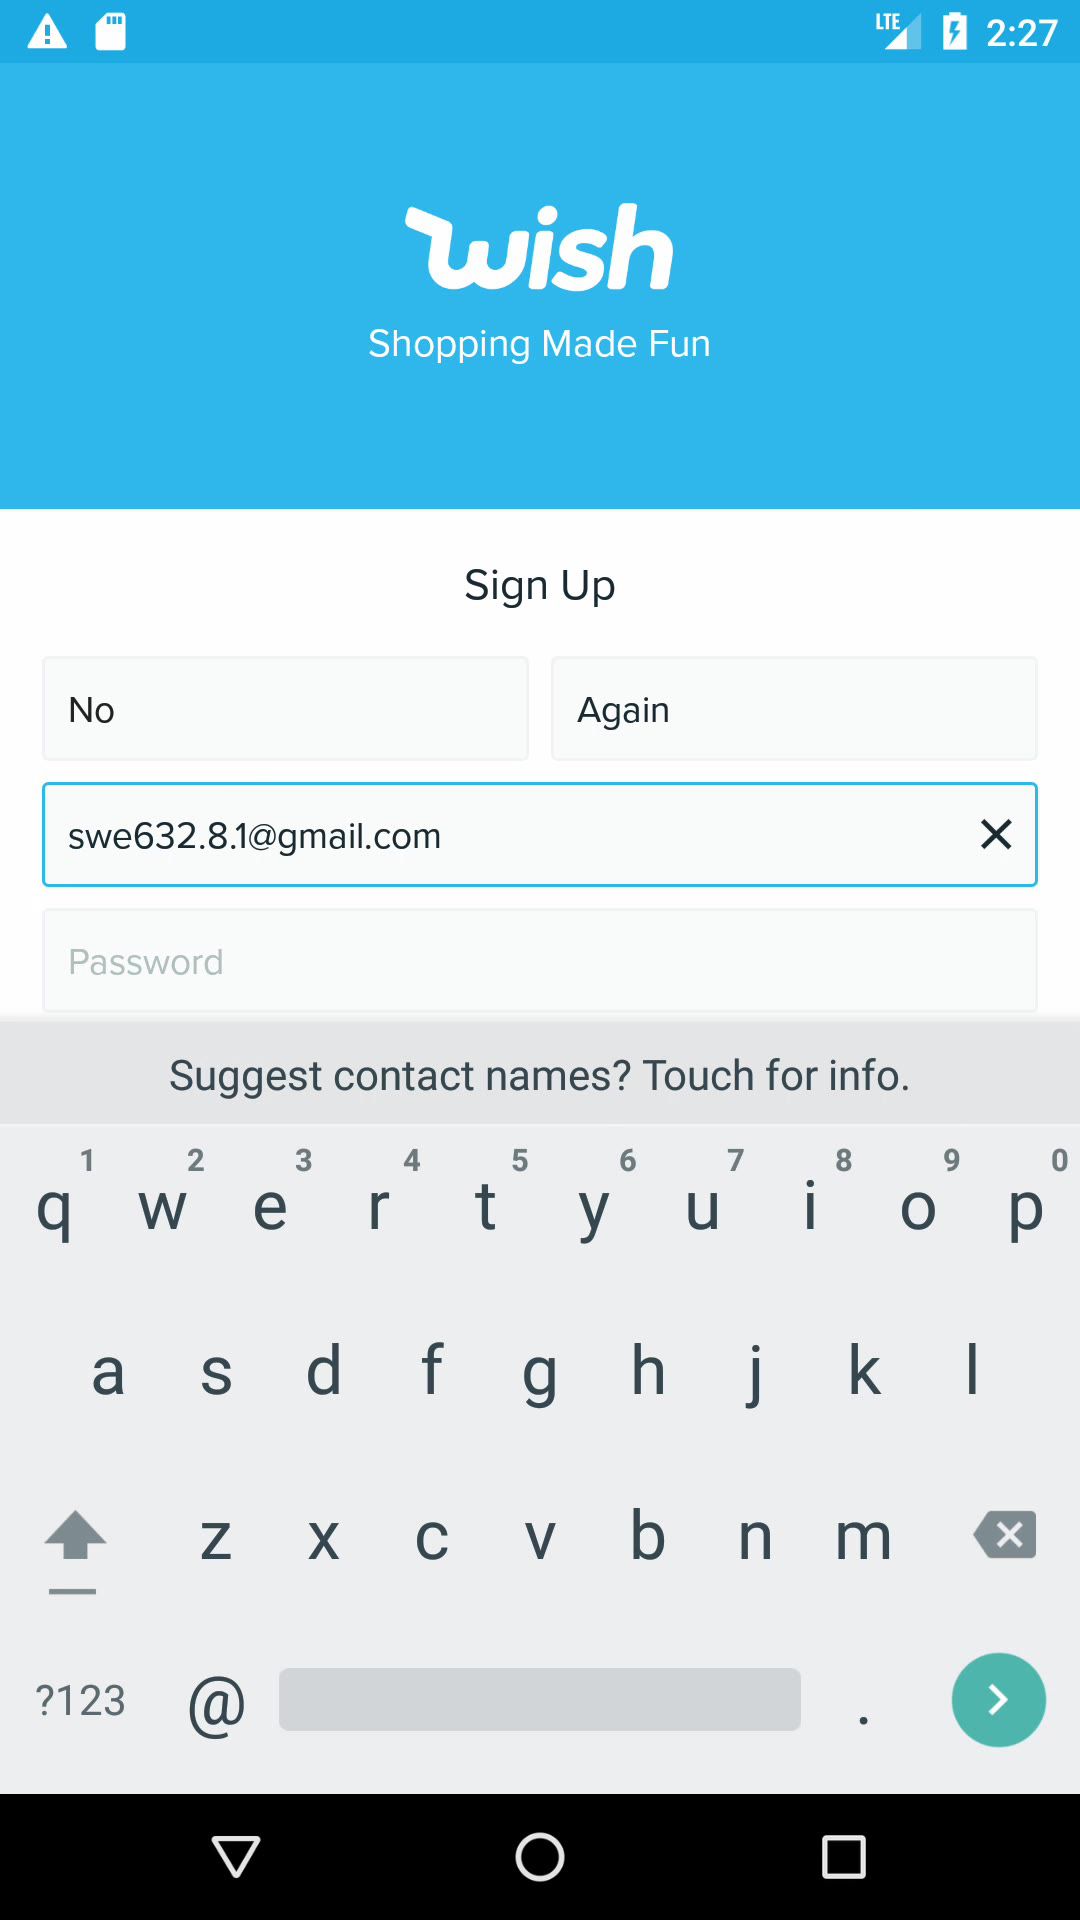 LTE 2:27
wish
Shopping Made Fun
Sign Up
No Again
swe632.8.1@gmail.com
Password
Suggest contact names? Touch for info.
1 2 3 4 5 6 7 8 9 0
q w e r t y u i o p
a s d f g h j k l
z x c v b n m
?123 @ .